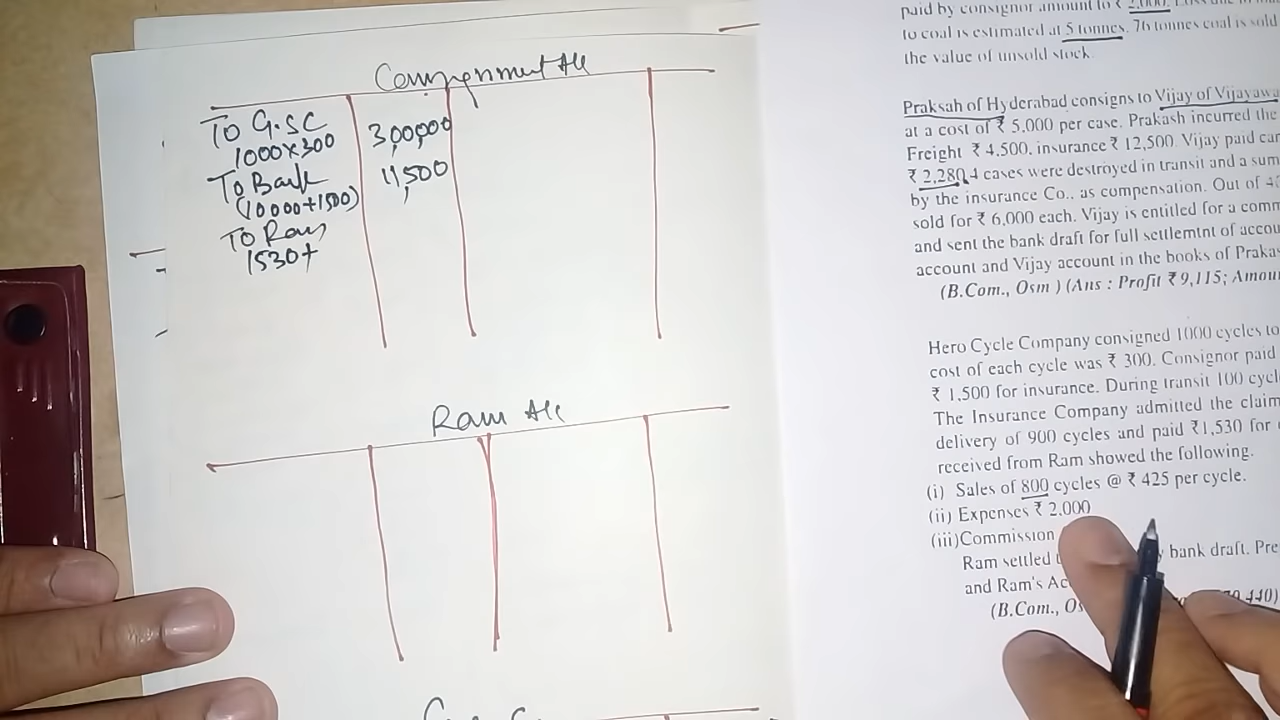 Consignment A/c
To G.S.C
1000×300
3,00,000
To Bank
(10000+1500)
11,500
To Ram
1530+
Ram A/c
paid by consignor amount to ₹ 2,000.
to coal is estimated at 5 tonnes. 76 tonnes coal is sold
the value of unsold stock.
Praksah of Hyderabad consigns to Vijay of Vijayawa
at a cost of ₹ 5,000 per case. Prakash incurred the
Freight ₹ 4,500, insurance ₹ 12,500. Vijay paid car
₹ 2,280, 4 cases were destroyed in transit and a sum
by the insurance Co., as compensation. Out of
sold for ₹ 6,000 each. Vijay is entitled for a comm
and sent the bank draft for full settlemtnt of accou
account and Vijay account in the books of Praka
(B.Com., Osm ) (Ans : Profit ₹ 9,115; Amou
Hero Cycle Company consigned 1000 cycles to
cost of each cycle was ₹ 300. Consignor paid
₹ 1,500 for insurance. During transit 100 cycl
The Insurance Company admitted the claim
delivery of 900 cycles and paid ₹1,530 for
received from Ram showed the following.
(i) Sales of 800 cycles @ ₹ 425 per cycle.
(ii) Expenses ₹ 2,000
(iii)Commission
Ram settled bank draft. Pre
and Ram's Ac
(B.Com., Os 440)